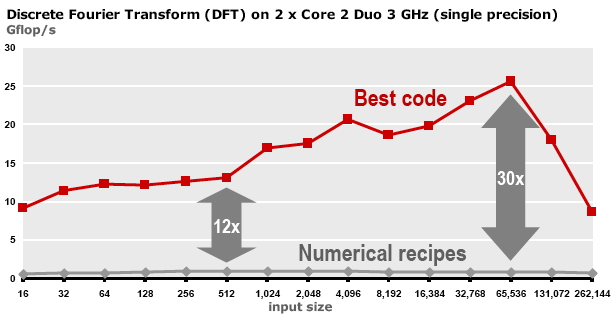 Discrete Fourier Transform (DFT) on 2 x Core 2 Duo 3 GHz (single precision)
Gflop/s
30
25
Best code
20
15
30x
10
12x
5
Numerical recipes
0
16 32 64 128 256 512 1,024 2,048 4,096 8,192 16,384 32,768 65,536 131,072 262,144
input size